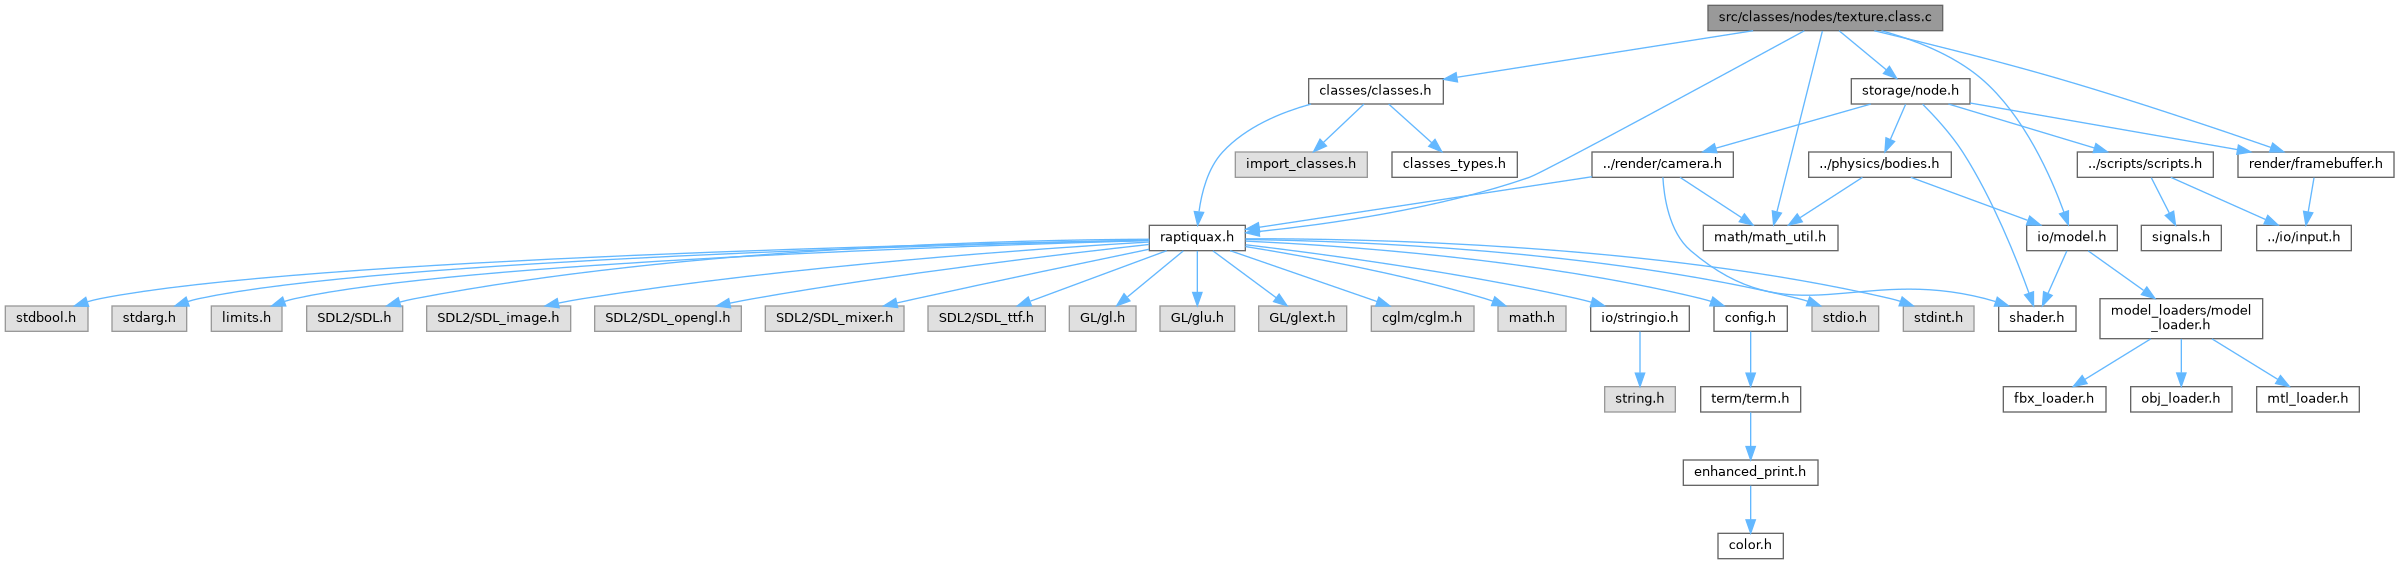 src/classes/nodes/texture.class.c
classes/classes.h
storage/node.h
import_classes.h
classes_types.h
../render/camera.h
../physics/bodies.h
../scripts/scripts.h
render/framebuffer.h
raptiquax.h
math/math_util.h
io/model.h
signals.h
../io/input.h
stdbool.h
stdarg.h
limits.h
SDL2/SDL.h
SDL2/SDL_image.h
SDL2/SDL_opengl.h
SDL2/SDL_mixer.h
SDL2/SDL_ttf.h
GL/gl.h
GL/glu.h
GL/glext.h
cglm/cglm.h
math.h
io/stringio.h
config.h
stdio.h
stdint.h
shader.h
model_loaders/model
_loader.h
string.h
term/term.h
fbx_loader.h
obj_loader.h
mtl_loader.h
enhanced_print.h
color.h